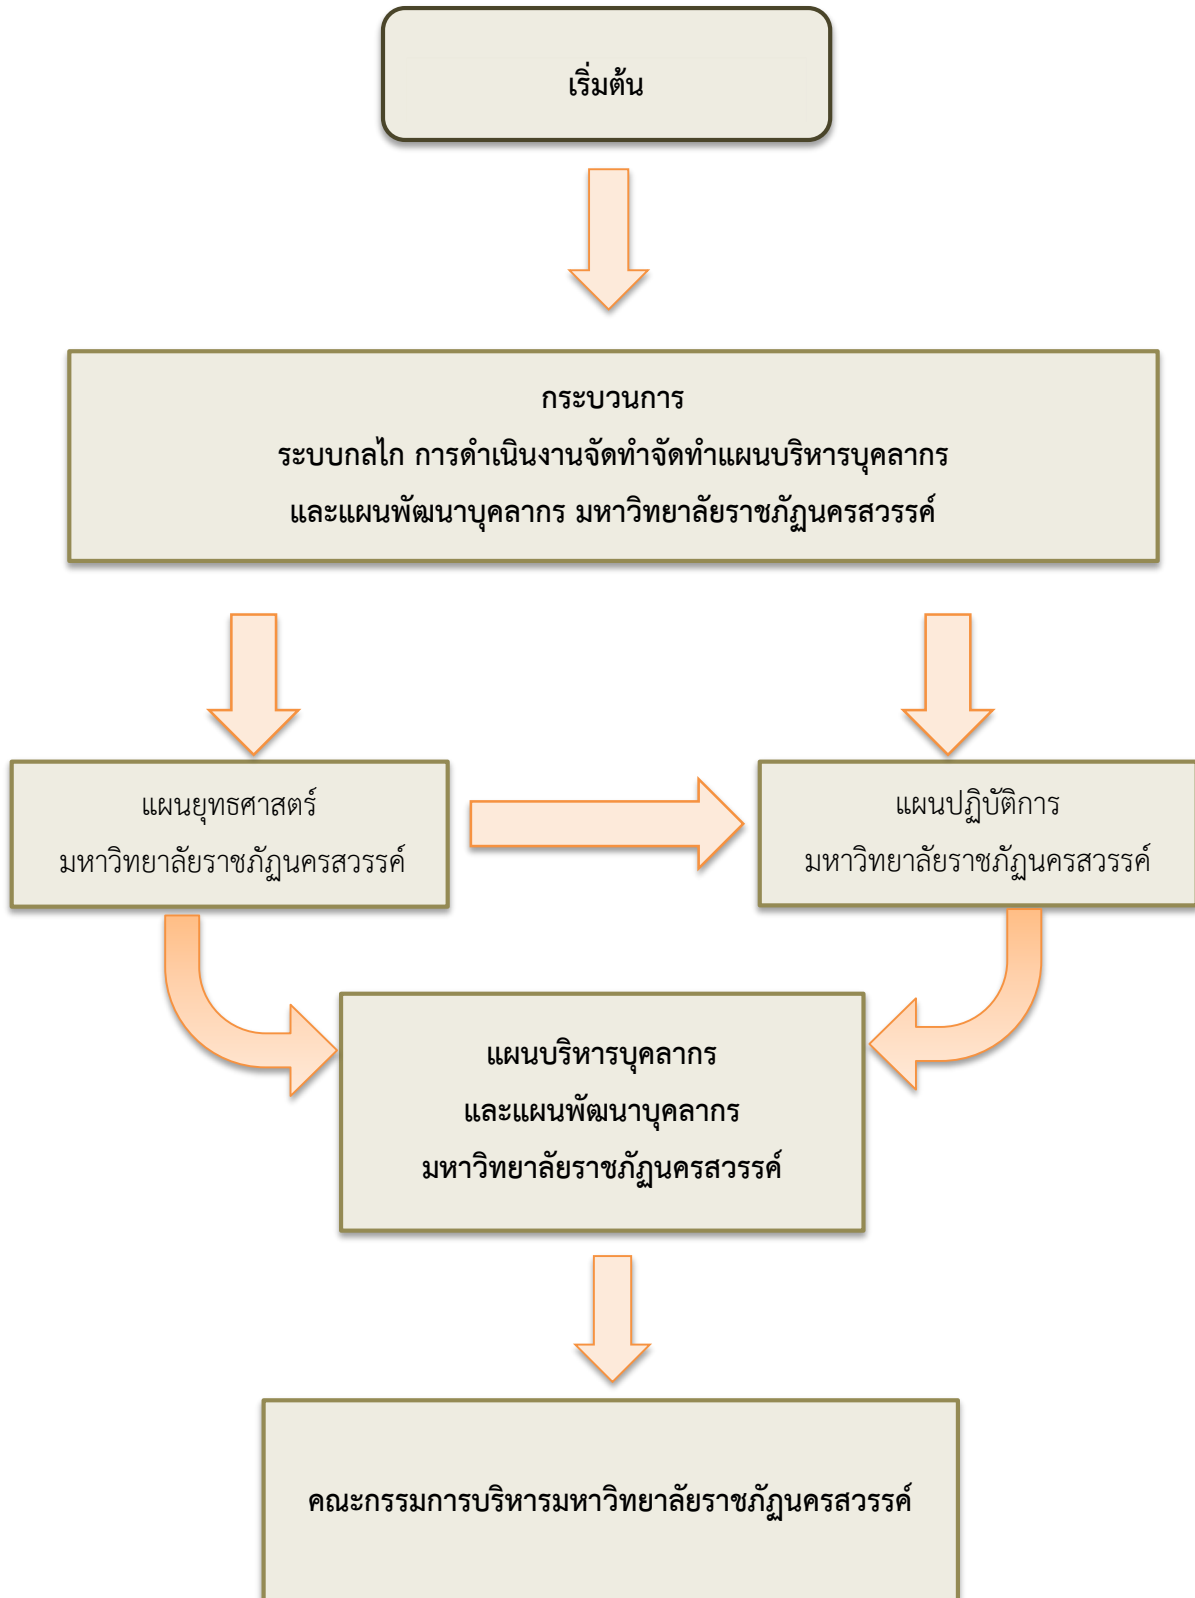 เริ่มต้น
กระบวนการ
ระบบกลไก การดำเนินงานจัดทำจัดทำแผนบริหารบุคลากร
และแผนพัฒนาบุคลากร มหาวิทยาลัยราชภัฏนครสวรรค์
แผนยุทธศาสตร์
มหาวิทยาลัยราชภัฏนครสวรรค์
แผนปฏิบัติการ
มหาวิทยาลัยราชภัฏนครสวรรค์
แผนบริหารบุคลากร
และแผนพัฒนาบุคลากร
มหาวิทยาลัยราชภัฏนครสวรรค์
คณะกรรมการบริหารมหาวิทยาลัยราชภัฏนครสวรรค์